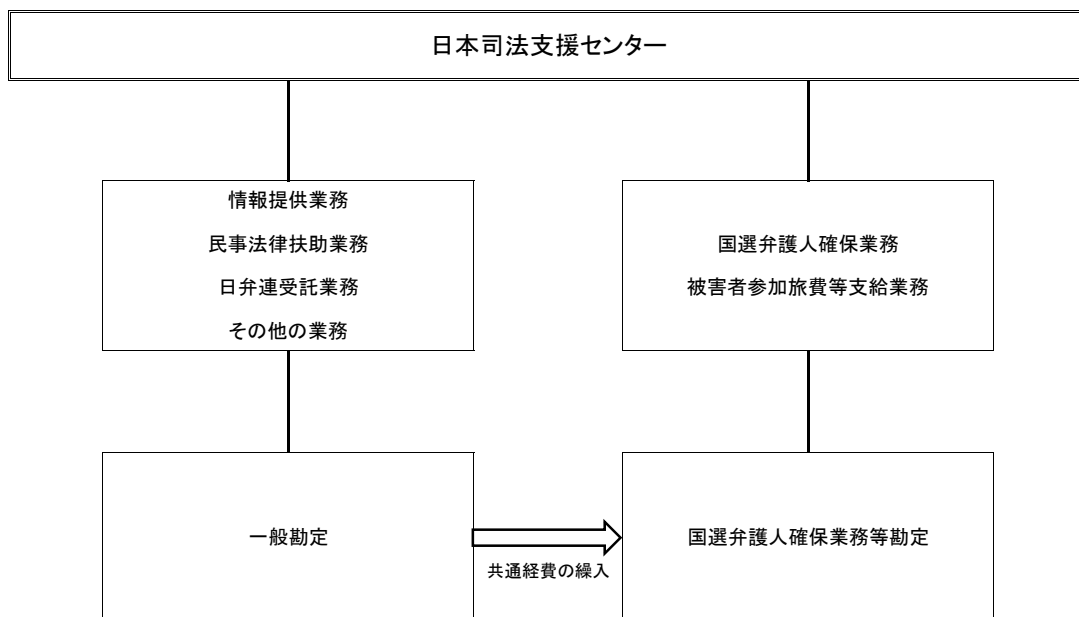 日本司法支援センター
情報提供業務
民事法律扶助業務
日弁連受託業務
その他の業務
国選弁護人確保業務
被害者参加旅費等支給業務
一般勘定
共通経費の繰入
国選弁護人確保業務等勘定